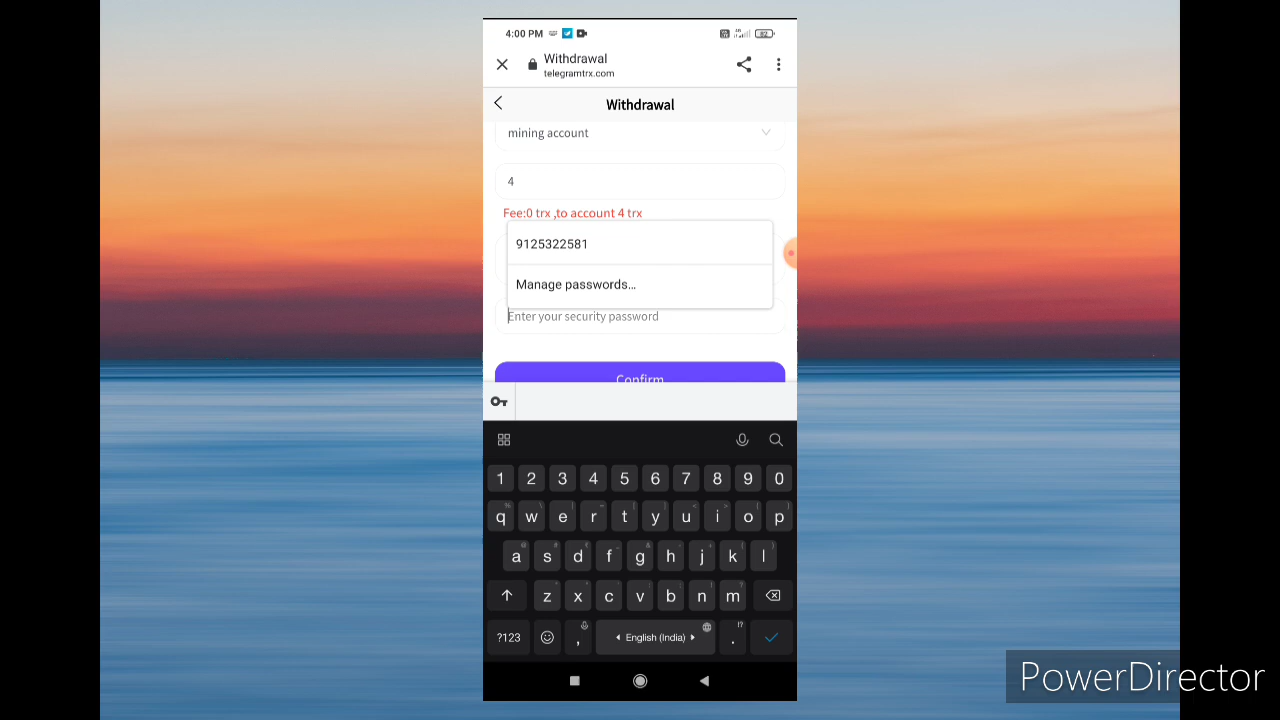 4:00 PM
82
Withdrawal
telegramtrx.com
Withdrawal
mining account
4
Fee:0 trx ,to account 4 trx
9125322581
Manage passwords...
Enter your security password
Confirm
1 2 3 4 5 6 7 8 9 0
q w e r t y u i o p
a s d f g h j k l
z x c v b n m
?123 , English (India) .
PowerDirector